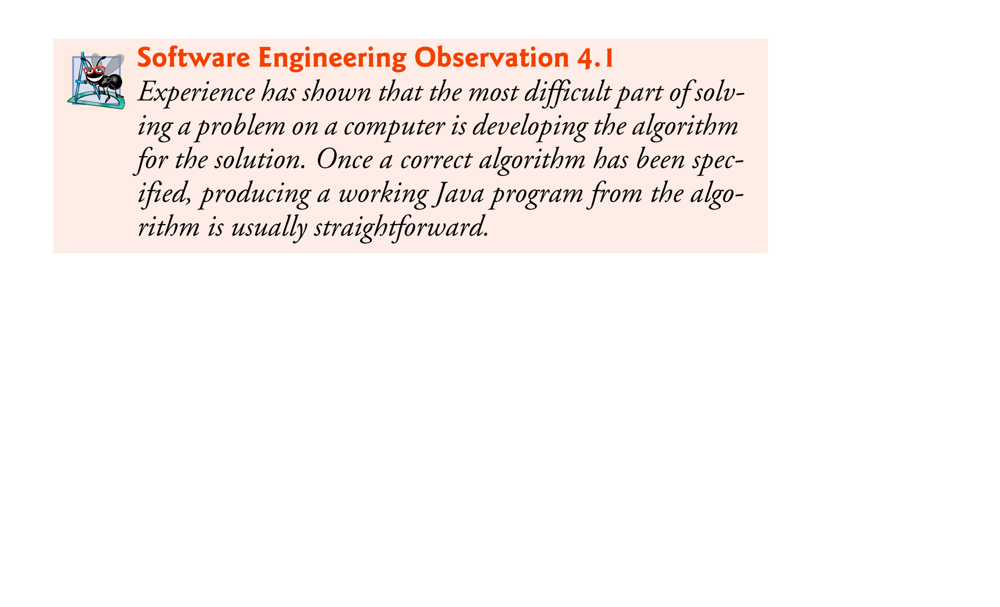 Software Engineering Observation 4.1
Experience has shown that the most difficult part of solv-
ing a problem on a computer is developing the algorithm
for the solution. Once a correct algorithm has been spec-
ified, producing a working Java program from the algo-
rithm is usually straightforward.